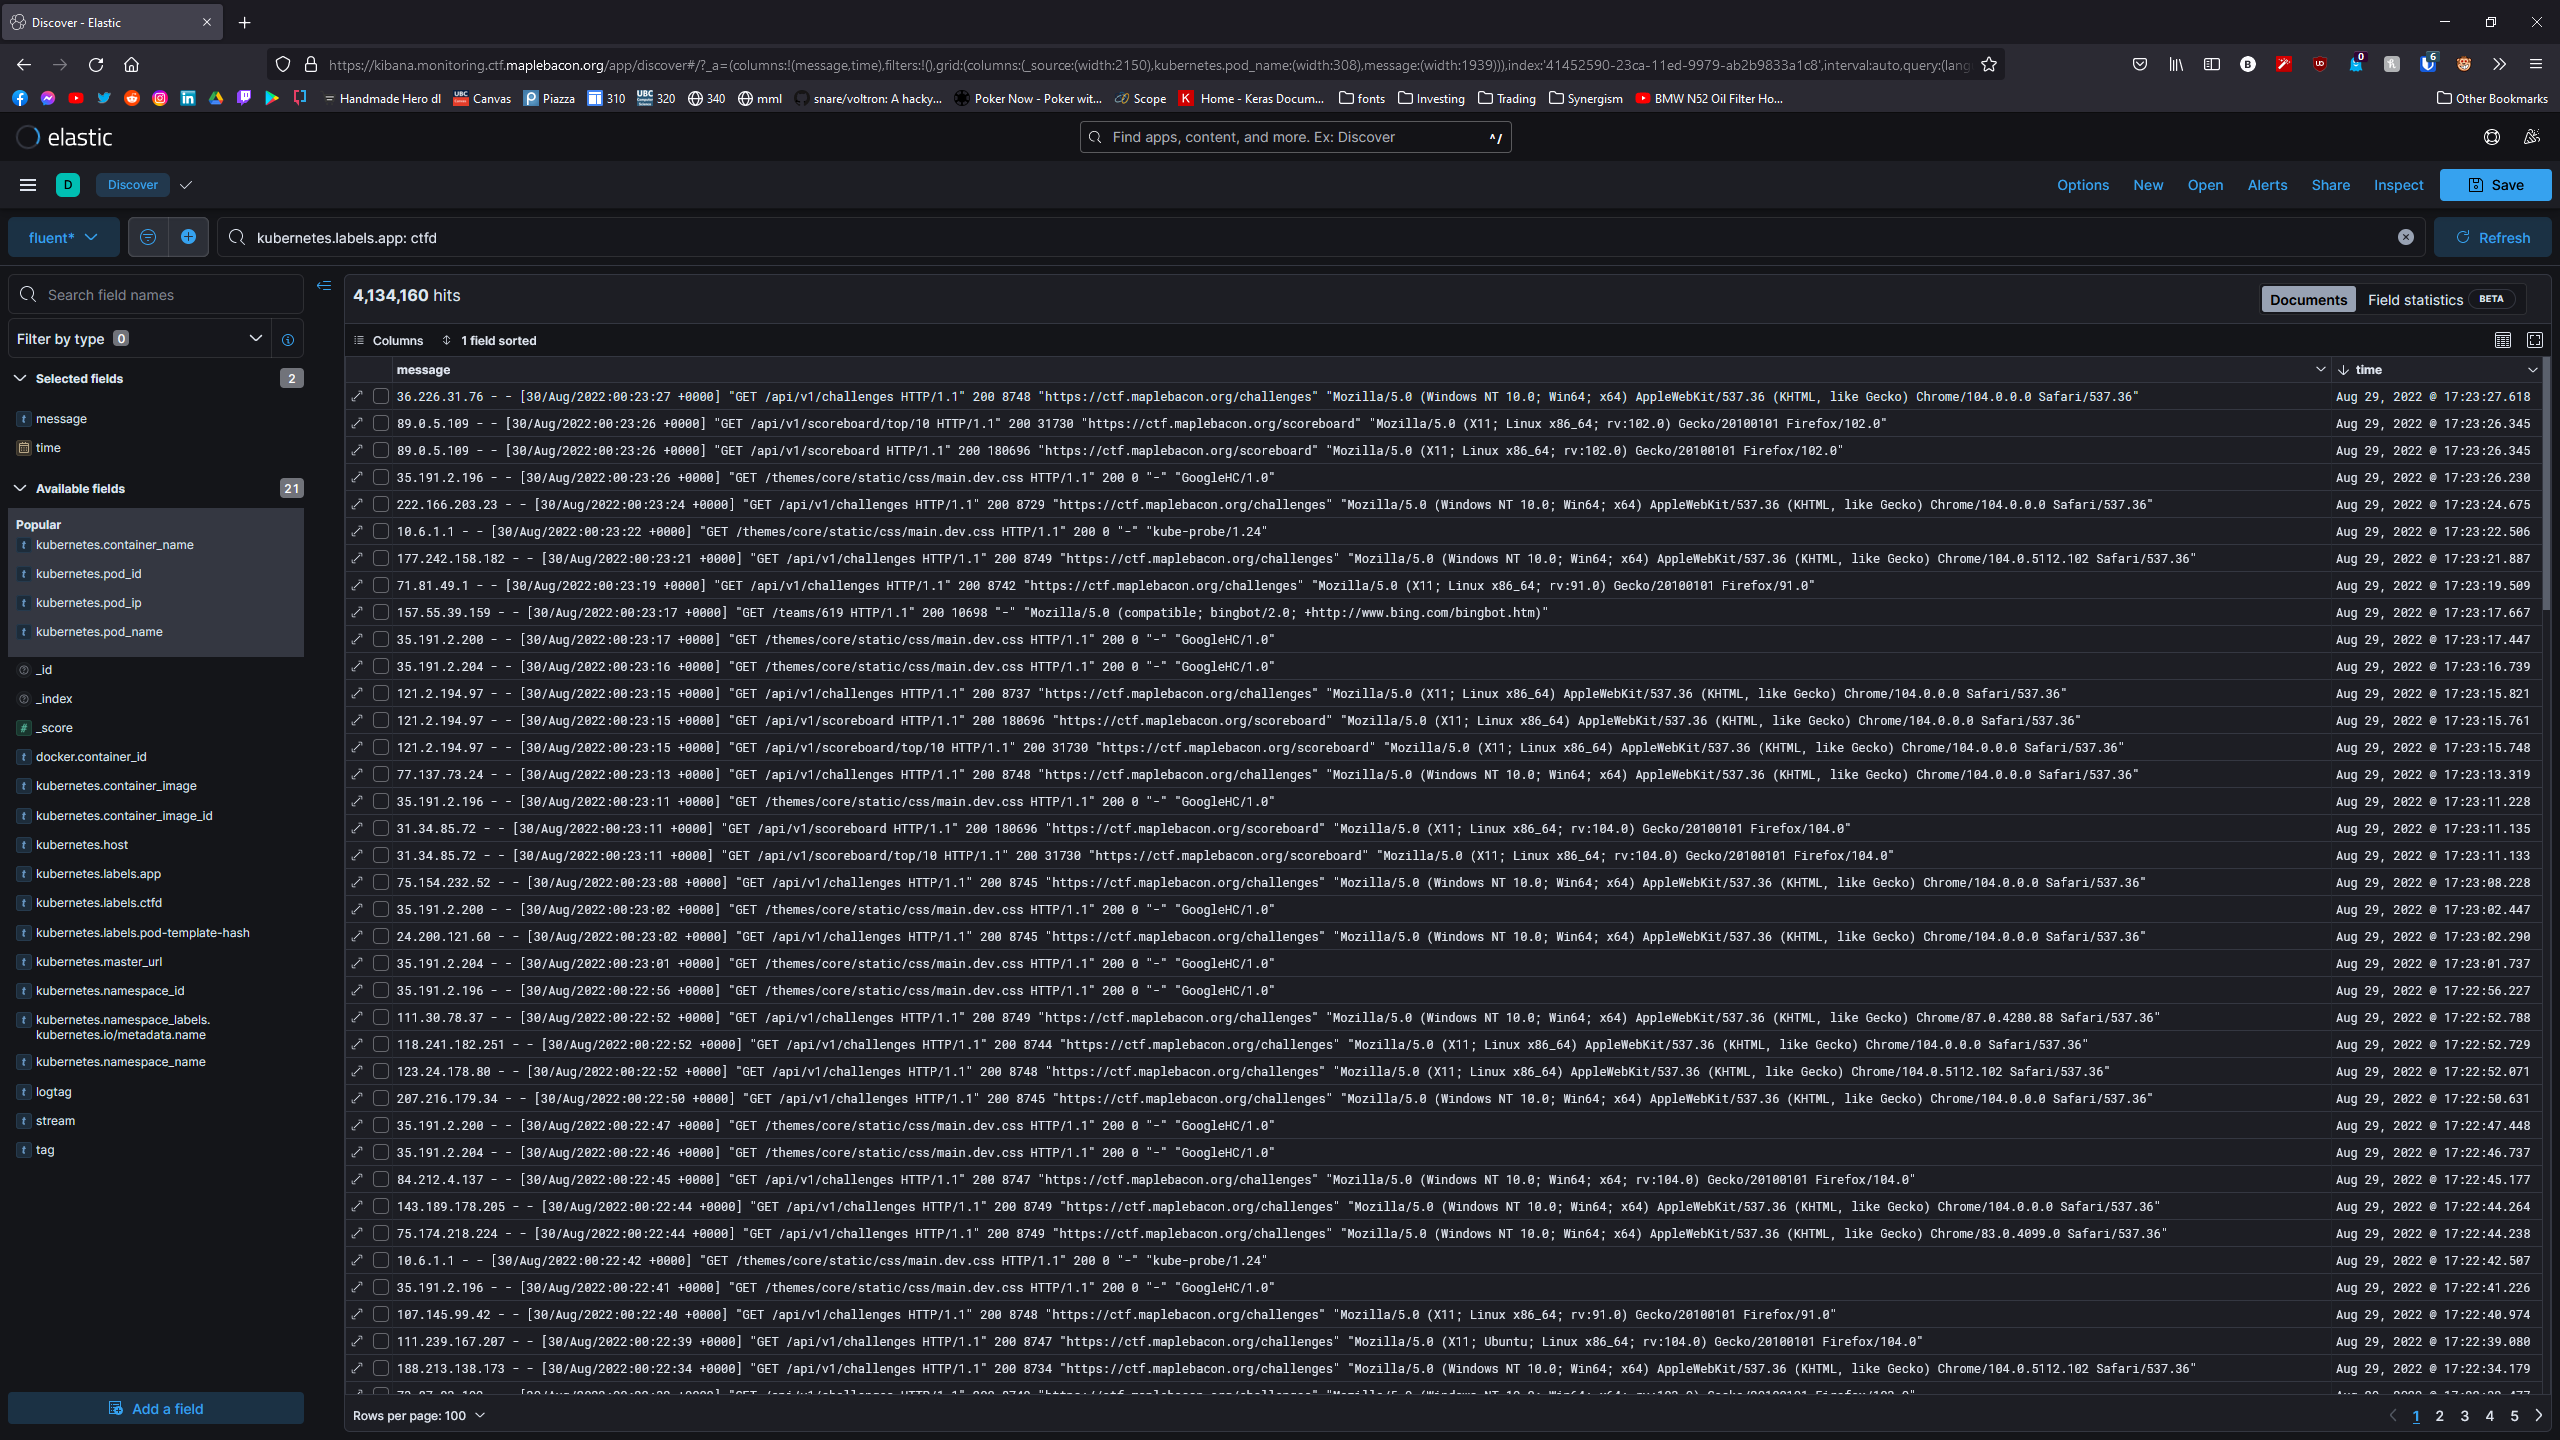 Discover - Elastic
https://kibana.monitoring.ctf.maplebacon.org/app/discover#/?_a=(columns:!(message,time),filters:!(),grid:(columns:(_source:(width:2150),kubernetes.pod_name:(width:308),message:(width:1939))),index:'41452590-23ca-11ed-9979-ab2b9833a1c8',interval:auto,query:(lang
0 6
Handmade Hero dI UBC Canvas Piazza 310 UBC 320 340 mml snare/voltron: A hacky... Poker Now - Poker wit... Scope K Home - Keras Docum... fonts Investing Trading Synergism BMW N52 Oil Filter Ho... Other Bookmarks
elastic Find apps, content, and more. Ex: Discover ^/
D Discover Options New Open Alerts Share Inspect Save
fluent* kubernetes.labels.app: ctfd Refresh
Search field names
Filter by type 0
Selected fields 2
message
time
Available fields 21
Popular
kubernetes.container_name
kubernetes.pod_id
kubernetes.pod_ip
kubernetes.pod_name
_id
_index
_score
docker.container_id
kubernetes.container_image
kubernetes.container_image_id
kubernetes.host
kubernetes.labels.app
kubernetes.labels.ctfd
kubernetes.labels.pod-template-hash
kubernetes.master_url
kubernetes.namespace_id
kubernetes.namespace_labels.
kubernetes.io/metadata.name
kubernetes.namespace_name
logtag
stream
tag
Add a field
4,134,160 hits Documents Field statistics BETA
Columns 1 field sorted
message time
36.226.31.76 - - [30/Aug/2022:00:23:27 +0000] "GET /api/v1/challenges HTTP/1.1" 200 8748 "https://ctf.maplebacon.org/challenges" "Mozilla/5.0 (Windows NT 10.0; Win64; x64) AppleWebKit/537.36 (KHTML, like Gecko) Chrome/104.0.0.0 Safari/537.36" Aug 29, 2022 @ 17:23:27.618
89.0.5.109 - - [30/Aug/2022:00:23:26 +0000] "GET /api/v1/scoreboard/top/10 HTTP/1.1" 200 31730 "https://ctf.maplebacon.org/scoreboard" "Mozilla/5.0 (X11; Linux x86_64; rv:102.0) Gecko/20100101 Firefox/102.0" Aug 29, 2022 @ 17:23:26.345
89.0.5.109 - - [30/Aug/2022:00:23:26 +0000] "GET /api/v1/scoreboard HTTP/1.1" 200 180696 "https://ctf.maplebacon.org/scoreboard" "Mozilla/5.0 (X11; Linux x86_64; rv:102.0) Gecko/20100101 Firefox/102.0" Aug 29, 2022 @ 17:23:26.345
35.191.2.196 - - [30/Aug/2022:00:23:26 +0000] "GET /themes/core/static/css/main.dev.css HTTP/1.1" 200 0 "-" "GoogleHC/1.0" Aug 29, 2022 @ 17:23:26.230
222.166.203.23 - - [30/Aug/2022:00:23:24 +0000] "GET /api/v1/challenges HTTP/1.1" 200 8729 "https://ctf.maplebacon.org/challenges" "Mozilla/5.0 (Windows NT 10.0; Win64; x64) AppleWebKit/537.36 (KHTML, like Gecko) Chrome/104.0.0.0 Safari/537.36" Aug 29, 2022 @ 17:23:24.675
10.6.1.1 - - [30/Aug/2022:00:23:22 +0000] "GET /themes/core/static/css/main.dev.css HTTP/1.1" 200 0 "-" "kube-probe/1.24" Aug 29, 2022 @ 17:23:22.506
177.242.158.182 - - [30/Aug/2022:00:23:21 +0000] "GET /api/v1/challenges HTTP/1.1" 200 8749 "https://ctf.maplebacon.org/challenges" "Mozilla/5.0 (Windows NT 10.0; Win64; x64) AppleWebKit/537.36 (KHTML, like Gecko) Chrome/104.0.5112.102 Safari/537.36" Aug 29, 2022 @ 17:23:21.887
71.81.49.1 - - [30/Aug/2022:00:23:19 +0000] "GET /api/v1/challenges HTTP/1.1" 200 8742 "https://ctf.maplebacon.org/challenges" "Mozilla/5.0 (X11; Linux x86_64; rv:91.0) Gecko/20100101 Firefox/91.0" Aug 29, 2022 @ 17:23:19.509
157.55.39.159 - - [30/Aug/2022:00:23:17 +0000] "GET /teams/619 HTTP/1.1" 200 10698 "-" "Mozilla/5.0 (compatible; bingbot/2.0; +http://www.bing.com/bingbot.htm)" Aug 29, 2022 @ 17:23:17.667
35.191.2.200 - - [30/Aug/2022:00:23:17 +0000] "GET /themes/core/static/css/main.dev.css HTTP/1.1" 200 0 "-" "GoogleHC/1.0" Aug 29, 2022 @ 17:23:17.447
35.191.2.204 - - [30/Aug/2022:00:23:16 +0000] "GET /themes/core/static/css/main.dev.css HTTP/1.1" 200 0 "-" "GoogleHC/1.0" Aug 29, 2022 @ 17:23:16.739
121.2.194.97 - - [30/Aug/2022:00:23:15 +0000] "GET /api/v1/challenges HTTP/1.1" 200 8737 "https://ctf.maplebacon.org/challenges" "Mozilla/5.0 (X11; Linux x86_64) AppleWebKit/537.36 (KHTML, like Gecko) Chrome/104.0.0.0 Safari/537.36" Aug 29, 2022 @ 17:23:15.821
121.2.194.97 - - [30/Aug/2022:00:23:15 +0000] "GET /api/v1/scoreboard HTTP/1.1" 200 180696 "https://ctf.maplebacon.org/scoreboard" "Mozilla/5.0 (X11; Linux x86_64) AppleWebKit/537.36 (KHTML, like Gecko) Chrome/104.0.0.0 Safari/537.36" Aug 29, 2022 @ 17:23:15.761
121.2.194.97 - - [30/Aug/2022:00:23:15 +0000] "GET /api/v1/scoreboard/top/10 HTTP/1.1" 200 31730 "https://ctf.maplebacon.org/scoreboard" "Mozilla/5.0 (X11; Linux x86_64) AppleWebKit/537.36 (KHTML, like Gecko) Chrome/104.0.0.0 Safari/537.36" Aug 29, 2022 @ 17:23:15.748
77.137.73.24 - - [30/Aug/2022:00:23:13 +0000] "GET /api/v1/challenges HTTP/1.1" 200 8748 "https://ctf.maplebacon.org/challenges" "Mozilla/5.0 (Windows NT 10.0; Win64; x64) AppleWebKit/537.36 (KHTML, like Gecko) Chrome/104.0.0.0 Safari/537.36" Aug 29, 2022 @ 17:23:13.319
35.191.2.196 - - [30/Aug/2022:00:23:11 +0000] "GET /themes/core/static/css/main.dev.css HTTP/1.1" 200 0 "-" "GoogleHC/1.0" Aug 29, 2022 @ 17:23:11.228
31.34.85.72 - - [30/Aug/2022:00:23:11 +0000] "GET /api/v1/scoreboard HTTP/1.1" 200 180696 "https://ctf.maplebacon.org/scoreboard" "Mozilla/5.0 (X11; Linux x86_64; rv:104.0) Gecko/20100101 Firefox/104.0" Aug 29, 2022 @ 17:23:11.135
31.34.85.72 - - [30/Aug/2022:00:23:11 +0000] "GET /api/v1/scoreboard/top/10 HTTP/1.1" 200 31730 "https://ctf.maplebacon.org/scoreboard" "Mozilla/5.0 (X11; Linux x86_64; rv:104.0) Gecko/20100101 Firefox/104.0" Aug 29, 2022 @ 17:23:11.133
75.154.232.52 - - [30/Aug/2022:00:23:08 +0000] "GET /api/v1/challenges HTTP/1.1" 200 8745 "https://ctf.maplebacon.org/challenges" "Mozilla/5.0 (Windows NT 10.0; Win64; x64) AppleWebKit/537.36 (KHTML, like Gecko) Chrome/104.0.0.0 Safari/537.36" Aug 29, 2022 @ 17:23:08.228
35.191.2.200 - - [30/Aug/2022:00:23:02 +0000] "GET /themes/core/static/css/main.dev.css HTTP/1.1" 200 0 "-" "GoogleHC/1.0" Aug 29, 2022 @ 17:23:02.447
24.200.121.60 - - [30/Aug/2022:00:23:02 +0000] "GET /api/v1/challenges HTTP/1.1" 200 8745 "https://ctf.maplebacon.org/challenges" "Mozilla/5.0 (Windows NT 10.0; Win64; x64) AppleWebKit/537.36 (KHTML, like Gecko) Chrome/104.0.0.0 Safari/537.36" Aug 29, 2022 @ 17:23:02.290
35.191.2.204 - - [30/Aug/2022:00:23:01 +0000] "GET /themes/core/static/css/main.dev.css HTTP/1.1" 200 0 "-" "GoogleHC/1.0" Aug 29, 2022 @ 17:23:01.737
35.191.2.196 - - [30/Aug/2022:00:22:56 +0000] "GET /themes/core/static/css/main.dev.css HTTP/1.1" 200 0 "-" "GoogleHC/1.0" Aug 29, 2022 @ 17:22:56.227
111.30.78.37 - - [30/Aug/2022:00:22:52 +0000] "GET /api/v1/challenges HTTP/1.1" 200 8749 "https://ctf.maplebacon.org/challenges" "Mozilla/5.0 (Windows NT 10.0; Win64; x64) AppleWebKit/537.36 (KHTML, like Gecko) Chrome/87.0.4280.88 Safari/537.36" Aug 29, 2022 @ 17:22:52.788
118.241.182.251 - - [30/Aug/2022:00:22:52 +0000] "GET /api/v1/challenges HTTP/1.1" 200 8744 "https://ctf.maplebacon.org/challenges" "Mozilla/5.0 (X11; Linux x86_64) AppleWebKit/537.36 (KHTML, like Gecko) Chrome/104.0.0.0 Safari/537.36" Aug 29, 2022 @ 17:22:52.729
123.24.178.80 - - [30/Aug/2022:00:22:52 +0000] "GET /api/v1/challenges HTTP/1.1" 200 8748 "https://ctf.maplebacon.org/challenges" "Mozilla/5.0 (X11; Linux x86_64) AppleWebKit/537.36 (KHTML, like Gecko) Chrome/104.0.5112.102 Safari/537.36" Aug 29, 2022 @ 17:22:52.071
207.216.179.34 - - [30/Aug/2022:00:22:50 +0000] "GET /api/v1/challenges HTTP/1.1" 200 8745 "https://ctf.maplebacon.org/challenges" "Mozilla/5.0 (Windows NT 10.0; Win64; x64) AppleWebKit/537.36 (KHTML, like Gecko) Chrome/104.0.0.0 Safari/537.36" Aug 29, 2022 @ 17:22:50.631
35.191.2.200 - - [30/Aug/2022:00:22:47 +0000] "GET /themes/core/static/css/main.dev.css HTTP/1.1" 200 0 "-" "GoogleHC/1.0" Aug 29, 2022 @ 17:22:47.448
35.191.2.204 - - [30/Aug/2022:00:22:46 +0000] "GET /themes/core/static/css/main.dev.css HTTP/1.1" 200 0 "-" "GoogleHC/1.0" Aug 29, 2022 @ 17:22:46.737
84.212.4.137 - - [30/Aug/2022:00:22:45 +0000] "GET /api/v1/challenges HTTP/1.1" 200 8747 "https://ctf.maplebacon.org/challenges" "Mozilla/5.0 (Windows NT 10.0; Win64; x64; rv:104.0) Gecko/20100101 Firefox/104.0" Aug 29, 2022 @ 17:22:45.177
143.189.178.205 - - [30/Aug/2022:00:22:44 +0000] "GET /api/v1/challenges HTTP/1.1" 200 8749 "https://ctf.maplebacon.org/challenges" "Mozilla/5.0 (Windows NT 10.0; Win64; x64) AppleWebKit/537.36 (KHTML, like Gecko) Chrome/104.0.0.0 Safari/537.36" Aug 29, 2022 @ 17:22:44.264
75.174.218.224 - - [30/Aug/2022:00:22:44 +0000] "GET /api/v1/challenges HTTP/1.1" 200 8749 "https://ctf.maplebacon.org/challenges" "Mozilla/5.0 (Windows NT 10.0; Win64; x64) AppleWebKit/537.36 (KHTML, like Gecko) Chrome/83.0.4099.0 Safari/537.36" Aug 29, 2022 @ 17:22:44.238
10.6.1.1 - - [30/Aug/2022:00:22:42 +0000] "GET /themes/core/static/css/main.dev.css HTTP/1.1" 200 0 "-" "kube-probe/1.24" Aug 29, 2022 @ 17:22:42.507
35.191.2.196 - - [30/Aug/2022:00:22:41 +0000] "GET /themes/core/static/css/main.dev.css HTTP/1.1" 200 0 "-" "GoogleHC/1.0" Aug 29, 2022 @ 17:22:41.226
107.145.99.42 - - [30/Aug/2022:00:22:40 +0000] "GET /api/v1/challenges HTTP/1.1" 200 8748 "https://ctf.maplebacon.org/challenges" "Mozilla/5.0 (X11; Linux x86_64; rv:91.0) Gecko/20100101 Firefox/91.0" Aug 29, 2022 @ 17:22:40.974
111.239.167.207 - - [30/Aug/2022:00:22:39 +0000] "GET /api/v1/challenges HTTP/1.1" 200 8747 "https://ctf.maplebacon.org/challenges" "Mozilla/5.0 (X11; Ubuntu; Linux x86_64; rv:104.0) Gecko/20100101 Firefox/104.0" Aug 29, 2022 @ 17:22:39.080
188.213.138.173 - - [30/Aug/2022:00:22:34 +0000] "GET /api/v1/challenges HTTP/1.1" 200 8734 "https://ctf.maplebacon.org/challenges" "Mozilla/5.0 (Windows NT 10.0; Win64; x64) AppleWebKit/537.36 (KHTML, like Gecko) Chrome/104.0.5112.102 Safari/537.36" Aug 29, 2022 @ 17:22:34.179
Rows per page: 100 1 2 3 4 5